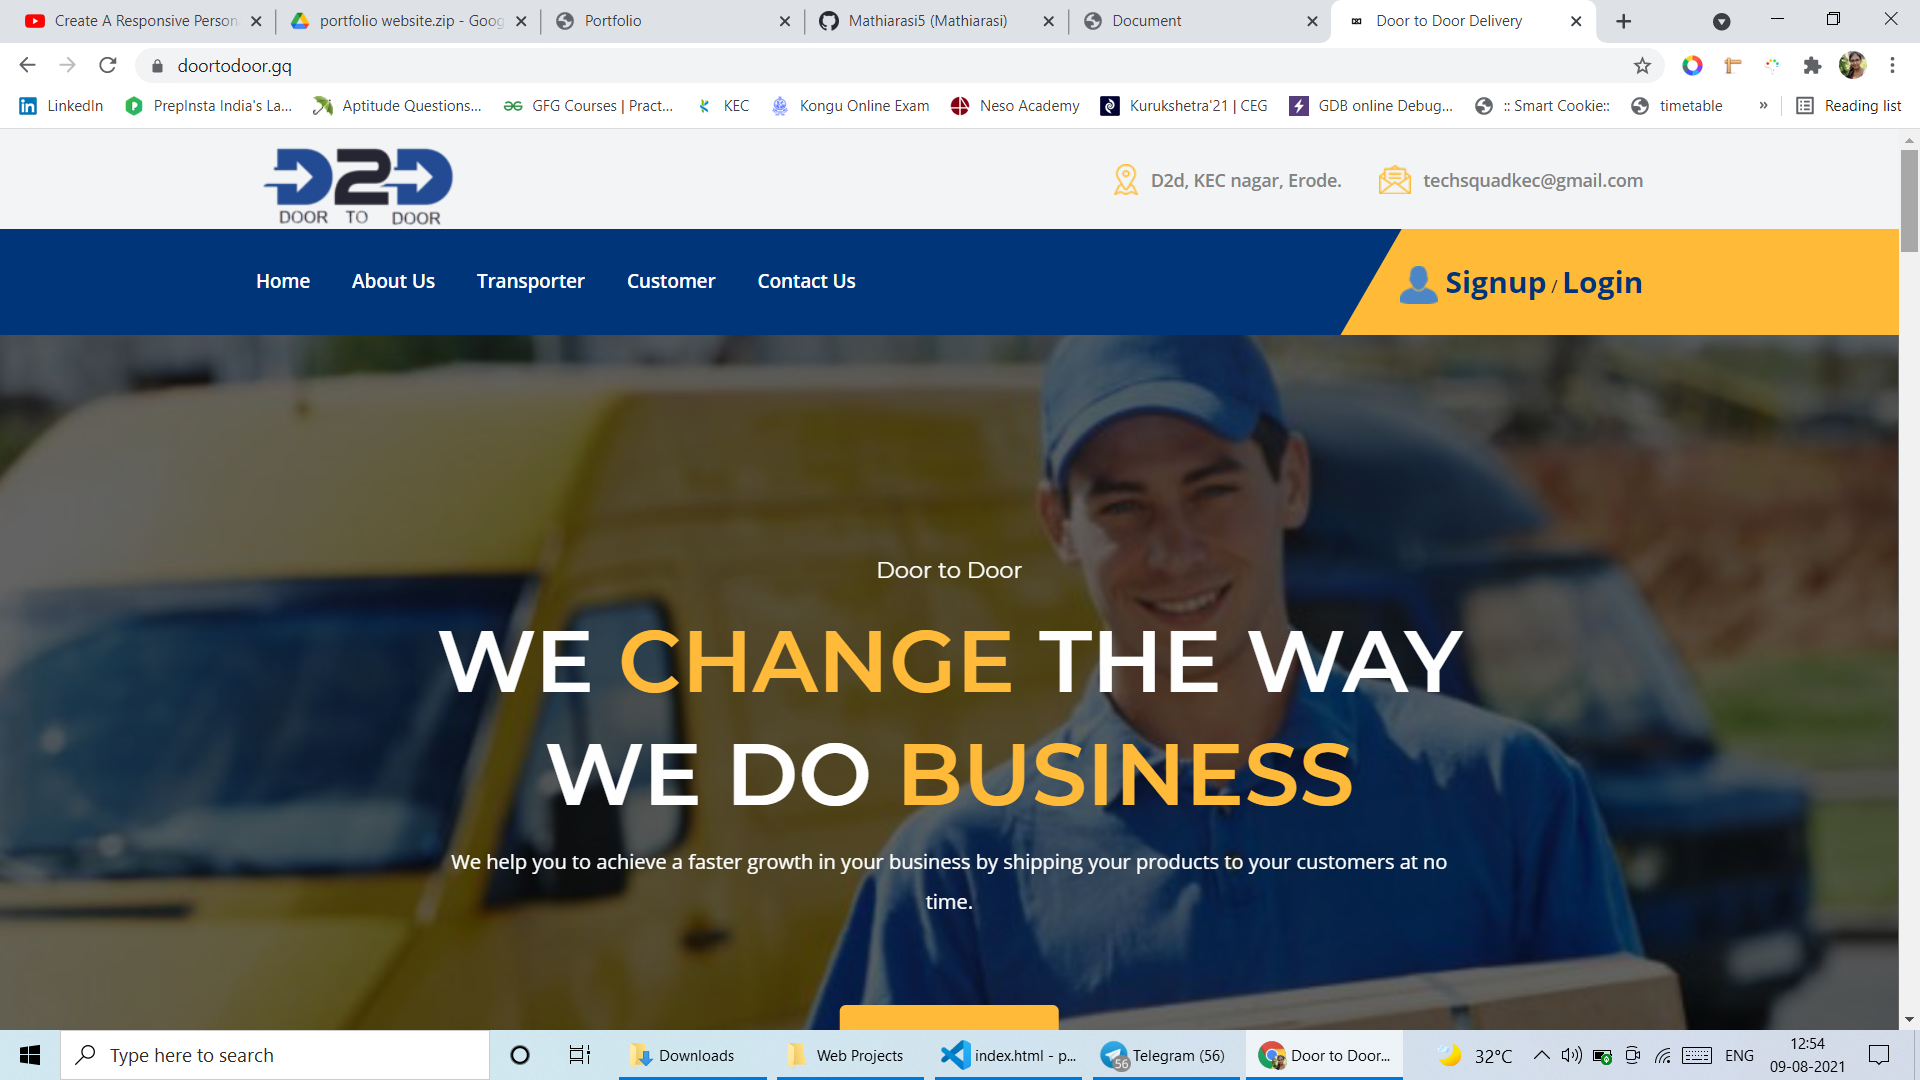 Create A Responsive Person
portfolio website.zip - Goog
Portfolio
Mathiarasi5 (Mathiarasi)
Document
Door to Door Delivery
doortodoor.gq
LinkedIn
PrepInsta India's La...
Aptitude Questions...
GFG Courses | Pract...
KEC
Kongu Online Exam
Neso Academy
Kurukshetra'21 | CEG
GDB online Debug...
:: Smart Cookie::
timetable
»
Reading list
D2D
DOOR TO DOOR
D2d, KEC nagar, Erode.
techsquadkec@gmail.com
Home
About Us
Transporter
Customer
Contact Us
Signup / Login
Door to Door
WE CHANGE THE WAY
WE DO BUSINESS
We help you to achieve a faster growth in your business by shipping your products to your customers at no
time.
Type here to search
Downloads
Web Projects
index.html - p...
56
Telegram (56)
Door to Door...
32°C
ENG
12:54
09-08-2021